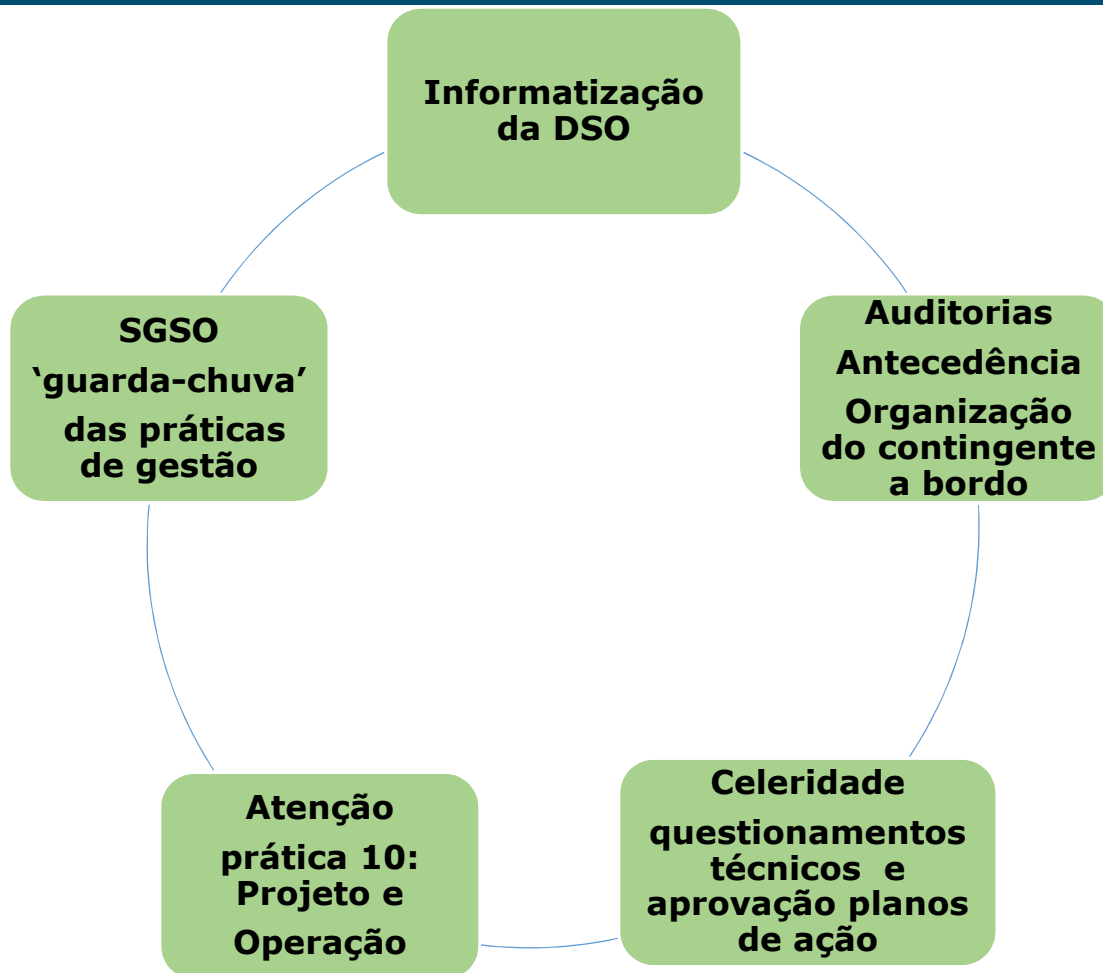 Informatização
da DSO
Auditorias
Antecedência
Organização
do contingente
a bordo
Celeridade
questionamentos
técnicos e
aprovação planos
de ação
Atenção
prática 10:
Projeto e
Operação
SGSO
‘guarda-chuva’
das práticas
de gestão